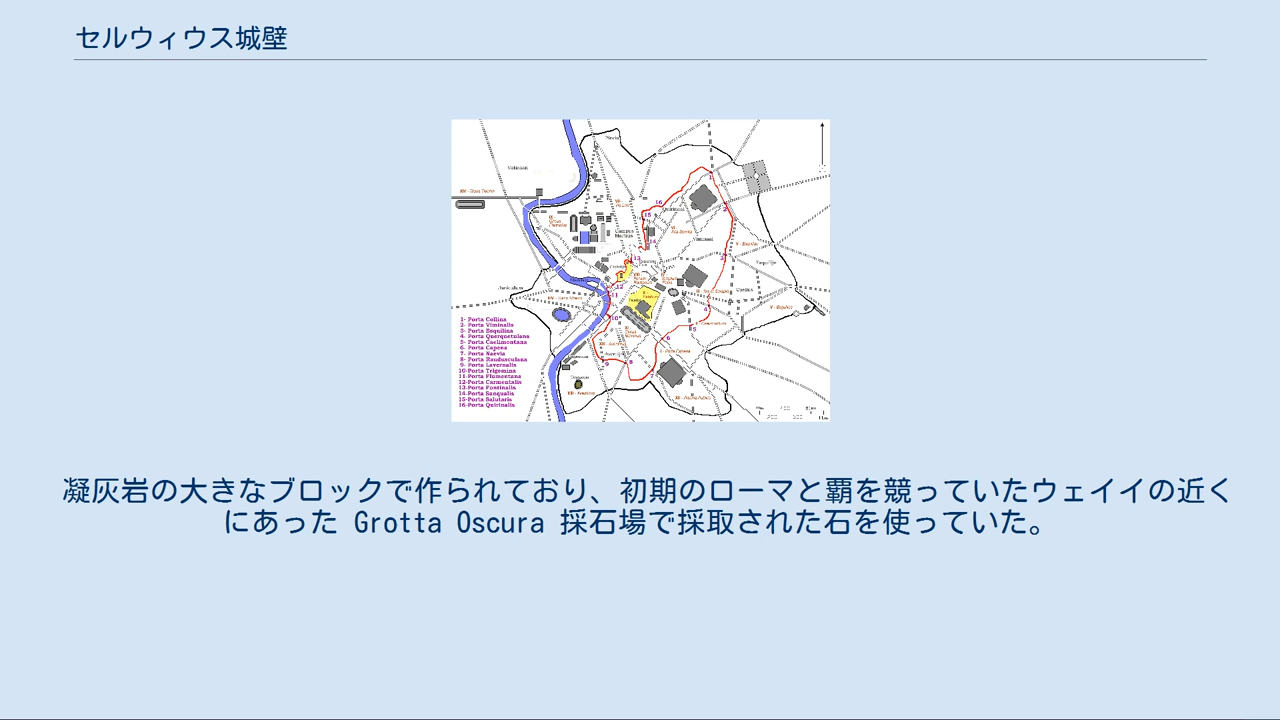 セルウィウス城壁
1- Porta Collina
2- Porta Viminalis
3- Porta Esquilina
4- Porta Querquetulana
5- Porta Caelimontana
6- Porta Capena
7- Porta Naevia
8- Porta Raudusculana
9- Porta Lavernalis
10-Porta Trigemina
11-Porta Flumentana
12-Porta Carmentalis
13-Porta Fontinalis
14-Porta Sanqualis
15-Porta Salutaris
16-Porta Quirinalis
凝灰岩の大きなブロックで作られており、初期のローマと覇を競っていたウェイイの近く
にあった Grotta Oscura 採石場で採取された石を使っていた。